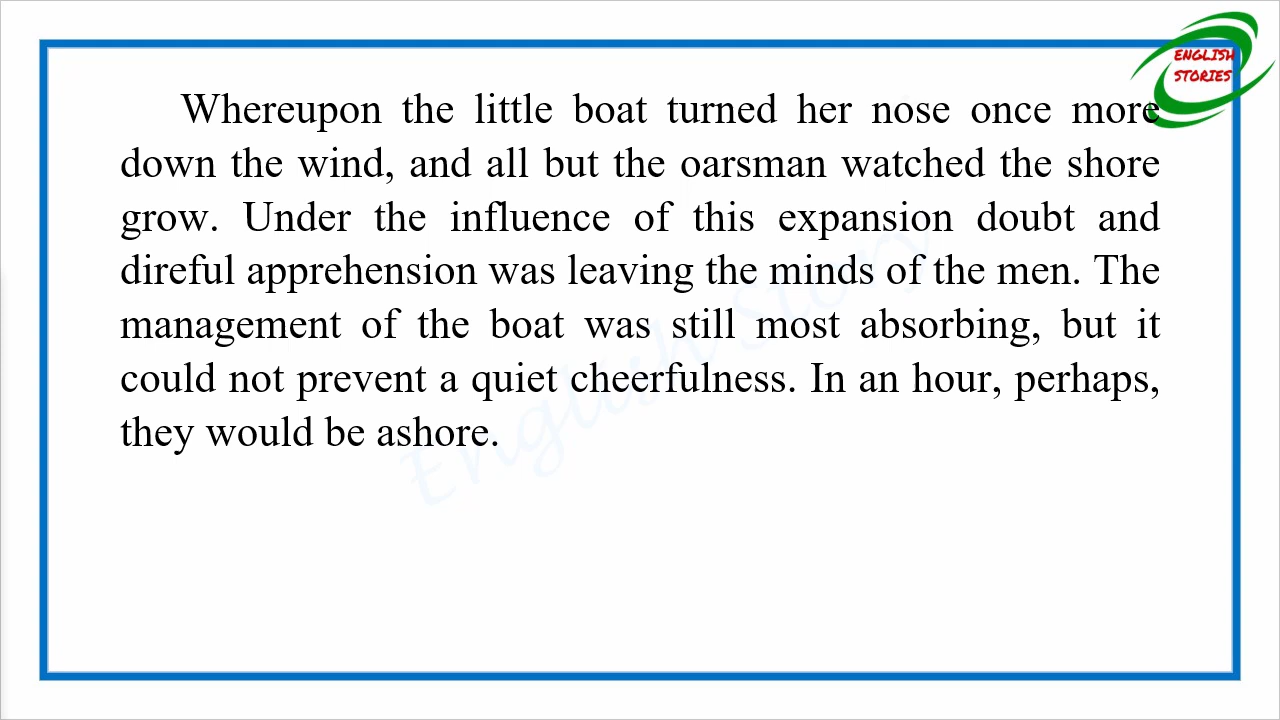 ENGLISH
STORIES
Whereupon the little boat turned her nose once more
down the wind, and all but the oarsman watched the shore
grow. Under the influence of this expansion doubt and
direful apprehension was leaving the minds of the men. The
management of the boat was still most absorbing, but it
could not prevent a quiet cheerfulness. In an hour, perhaps,
they would be ashore.
English Story